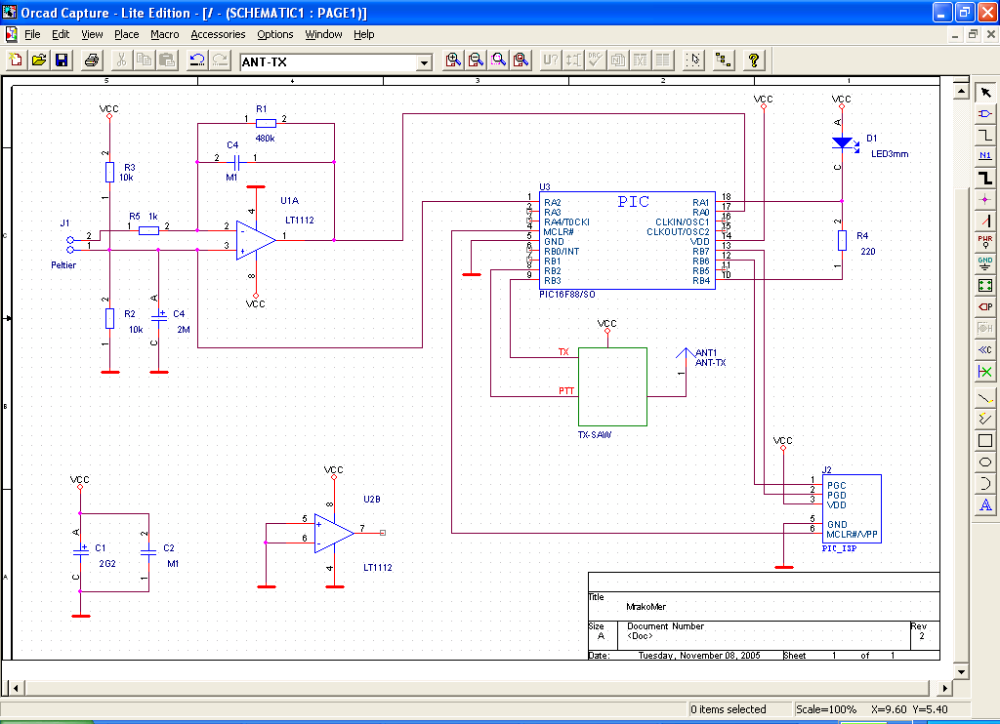 Orcad Capture - Lite Edition - [/ - (SCHEMATIC1 : PAGE1)]
File Edit View Place Macro Accessories Options Window Help
ANT-TX
U?
DRC
5 4 3 2 1
VCC
2
R3
10k
1
R1
1 2
480k
C4
2 1
M1
U1A
LT1112
4
2
3
1
8
VCC
R5 1k
1 2
J1
2
1
Peltier
2
R2
10k
1
A
C4
2M
C
U3
PIC
1 RA2
2 RA3
3 RA4/T0CKI
4 MCLR#
5 GND
6 RB0/INT
7 RB1
8 RB2
9 RB3
RA1 18
RA0 17
CLKIN/OSC1 16
CLKOUT/OSC2 15
VDD 14
RB7 13
RB6 12
RB5 11
RB4 10
PIC16F88/SO
VCC
VCC
A
D1
LED3mm
C
2
R4
220
1
VCC
TX
PTT
TX-SAW
ANT1
ANT-TX
1
VCC
J2
1 PGC
2 PGD
3 VDD
5 GND
6 MCLR#/VPP
PIC_ISP
VCC
A
C1
2G2
C
2
C2
M1
1
VCC
8
U2B
5
6
7
4
LT1112
C
B
A
Title
MrakoMer
Size
A
Document Number
<Doc>
Rev
2
Date: Tuesday, November 08, 2005 Sheet 1 of 1
N1
PWR
GND
0 items selected Scale=100% X=9.60 Y=5.40